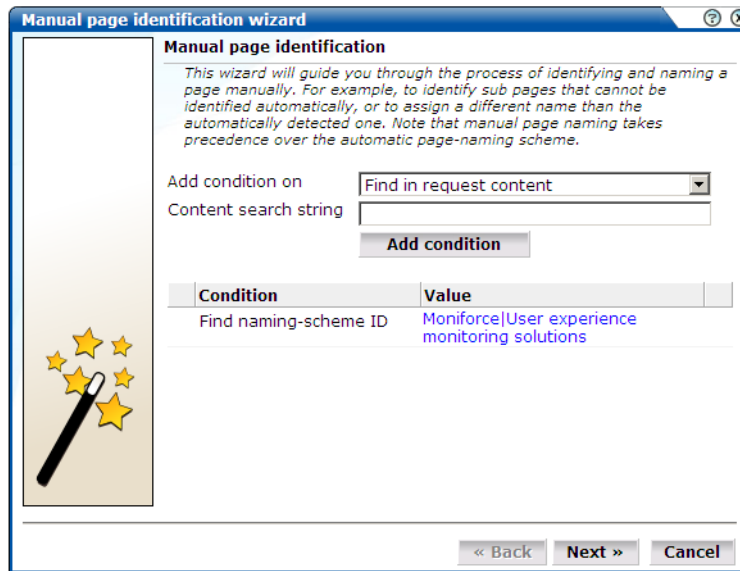 Manual page identification wizard
Manual page identification
This wizard will guide you through the process of identifying and naming a
page manually. For example, to identify sub pages that cannot be
identified automatically, or to assign a different name than the
automatically detected one. Note that manual page naming takes
precedence over the automatic page-naming scheme.
Add condition on
Find in request content
Content search string
Add condition
Condition Value
Find naming-scheme ID Moniforce|User experience
monitoring solutions
« Back Next » Cancel